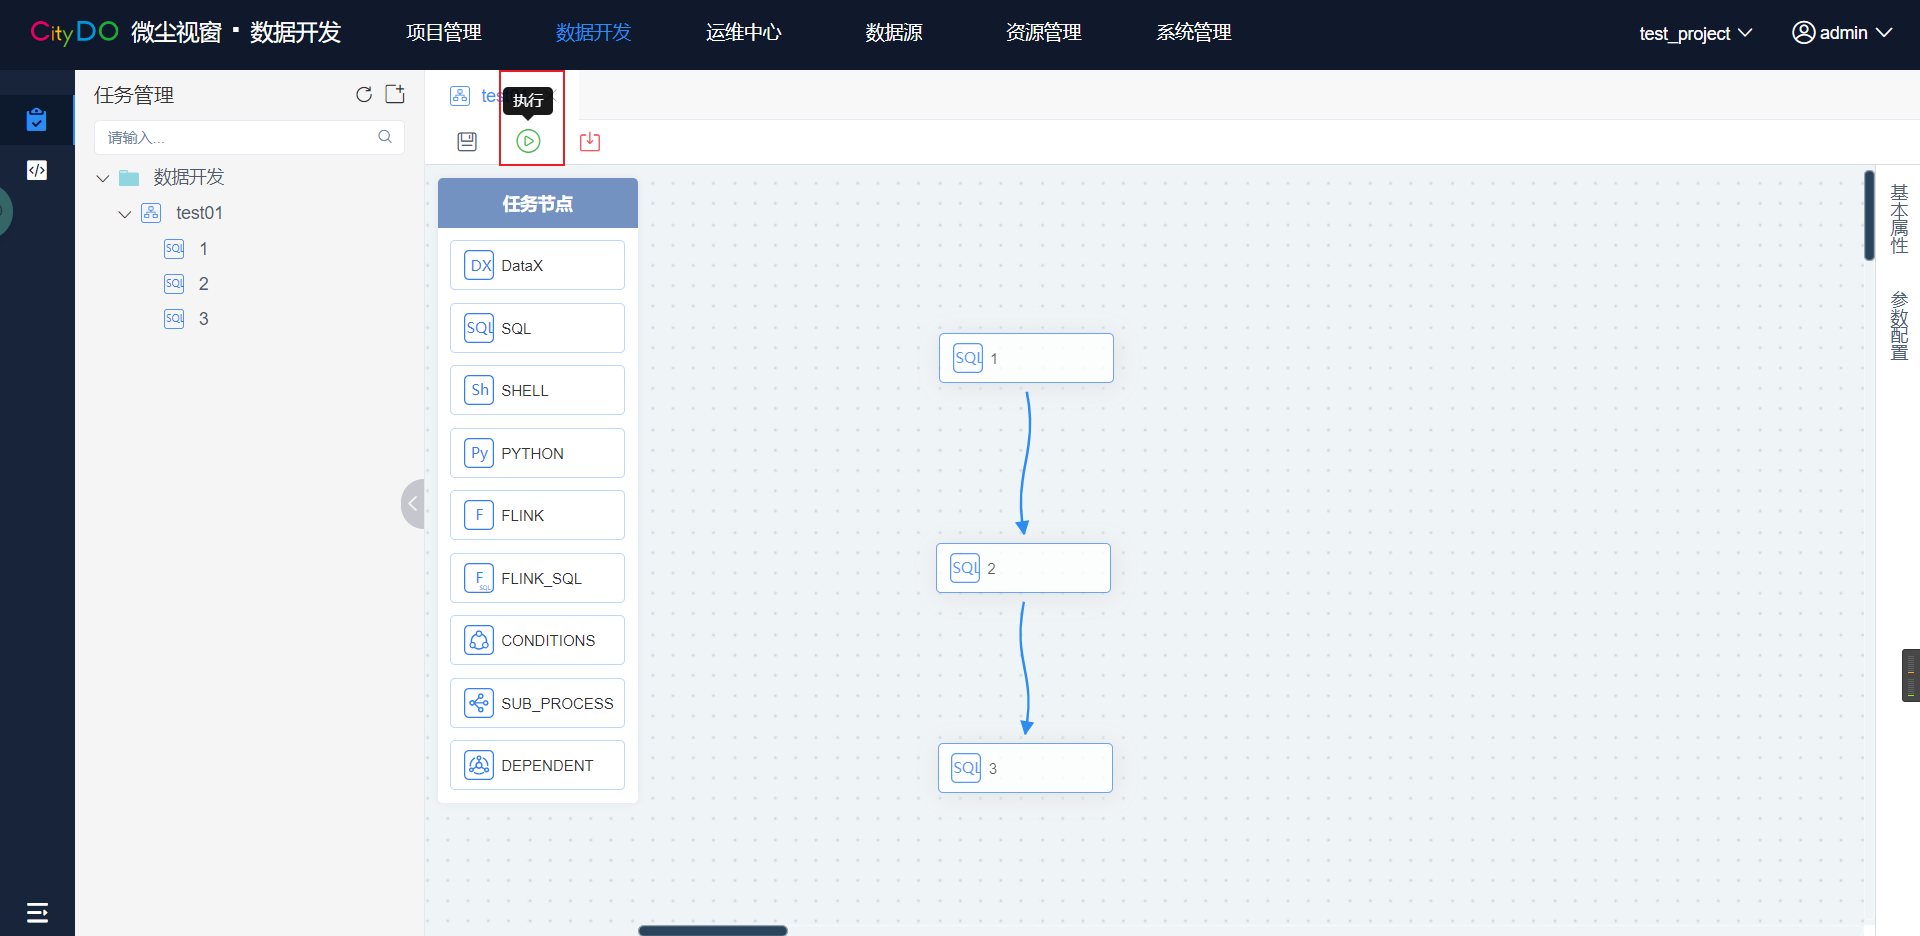 CityDO 微尘视窗 · 数据开发
项目管理
数据开发
运维中心
数据源
资源管理
系统管理
test_project
admin
任务管理
请输入...
数据开发
test01
SQL 1
SQL 2
SQL 3
tes
执行
任务节点
DX DataX
SQL SQL
Sh SHELL
Py PYTHON
F FLINK
F SQL FLINK_SQL
CONDITIONS
SUB_PROCESS
DEPENDENT
SQL 1
SQL 2
SQL 3
基本属性
参数配置